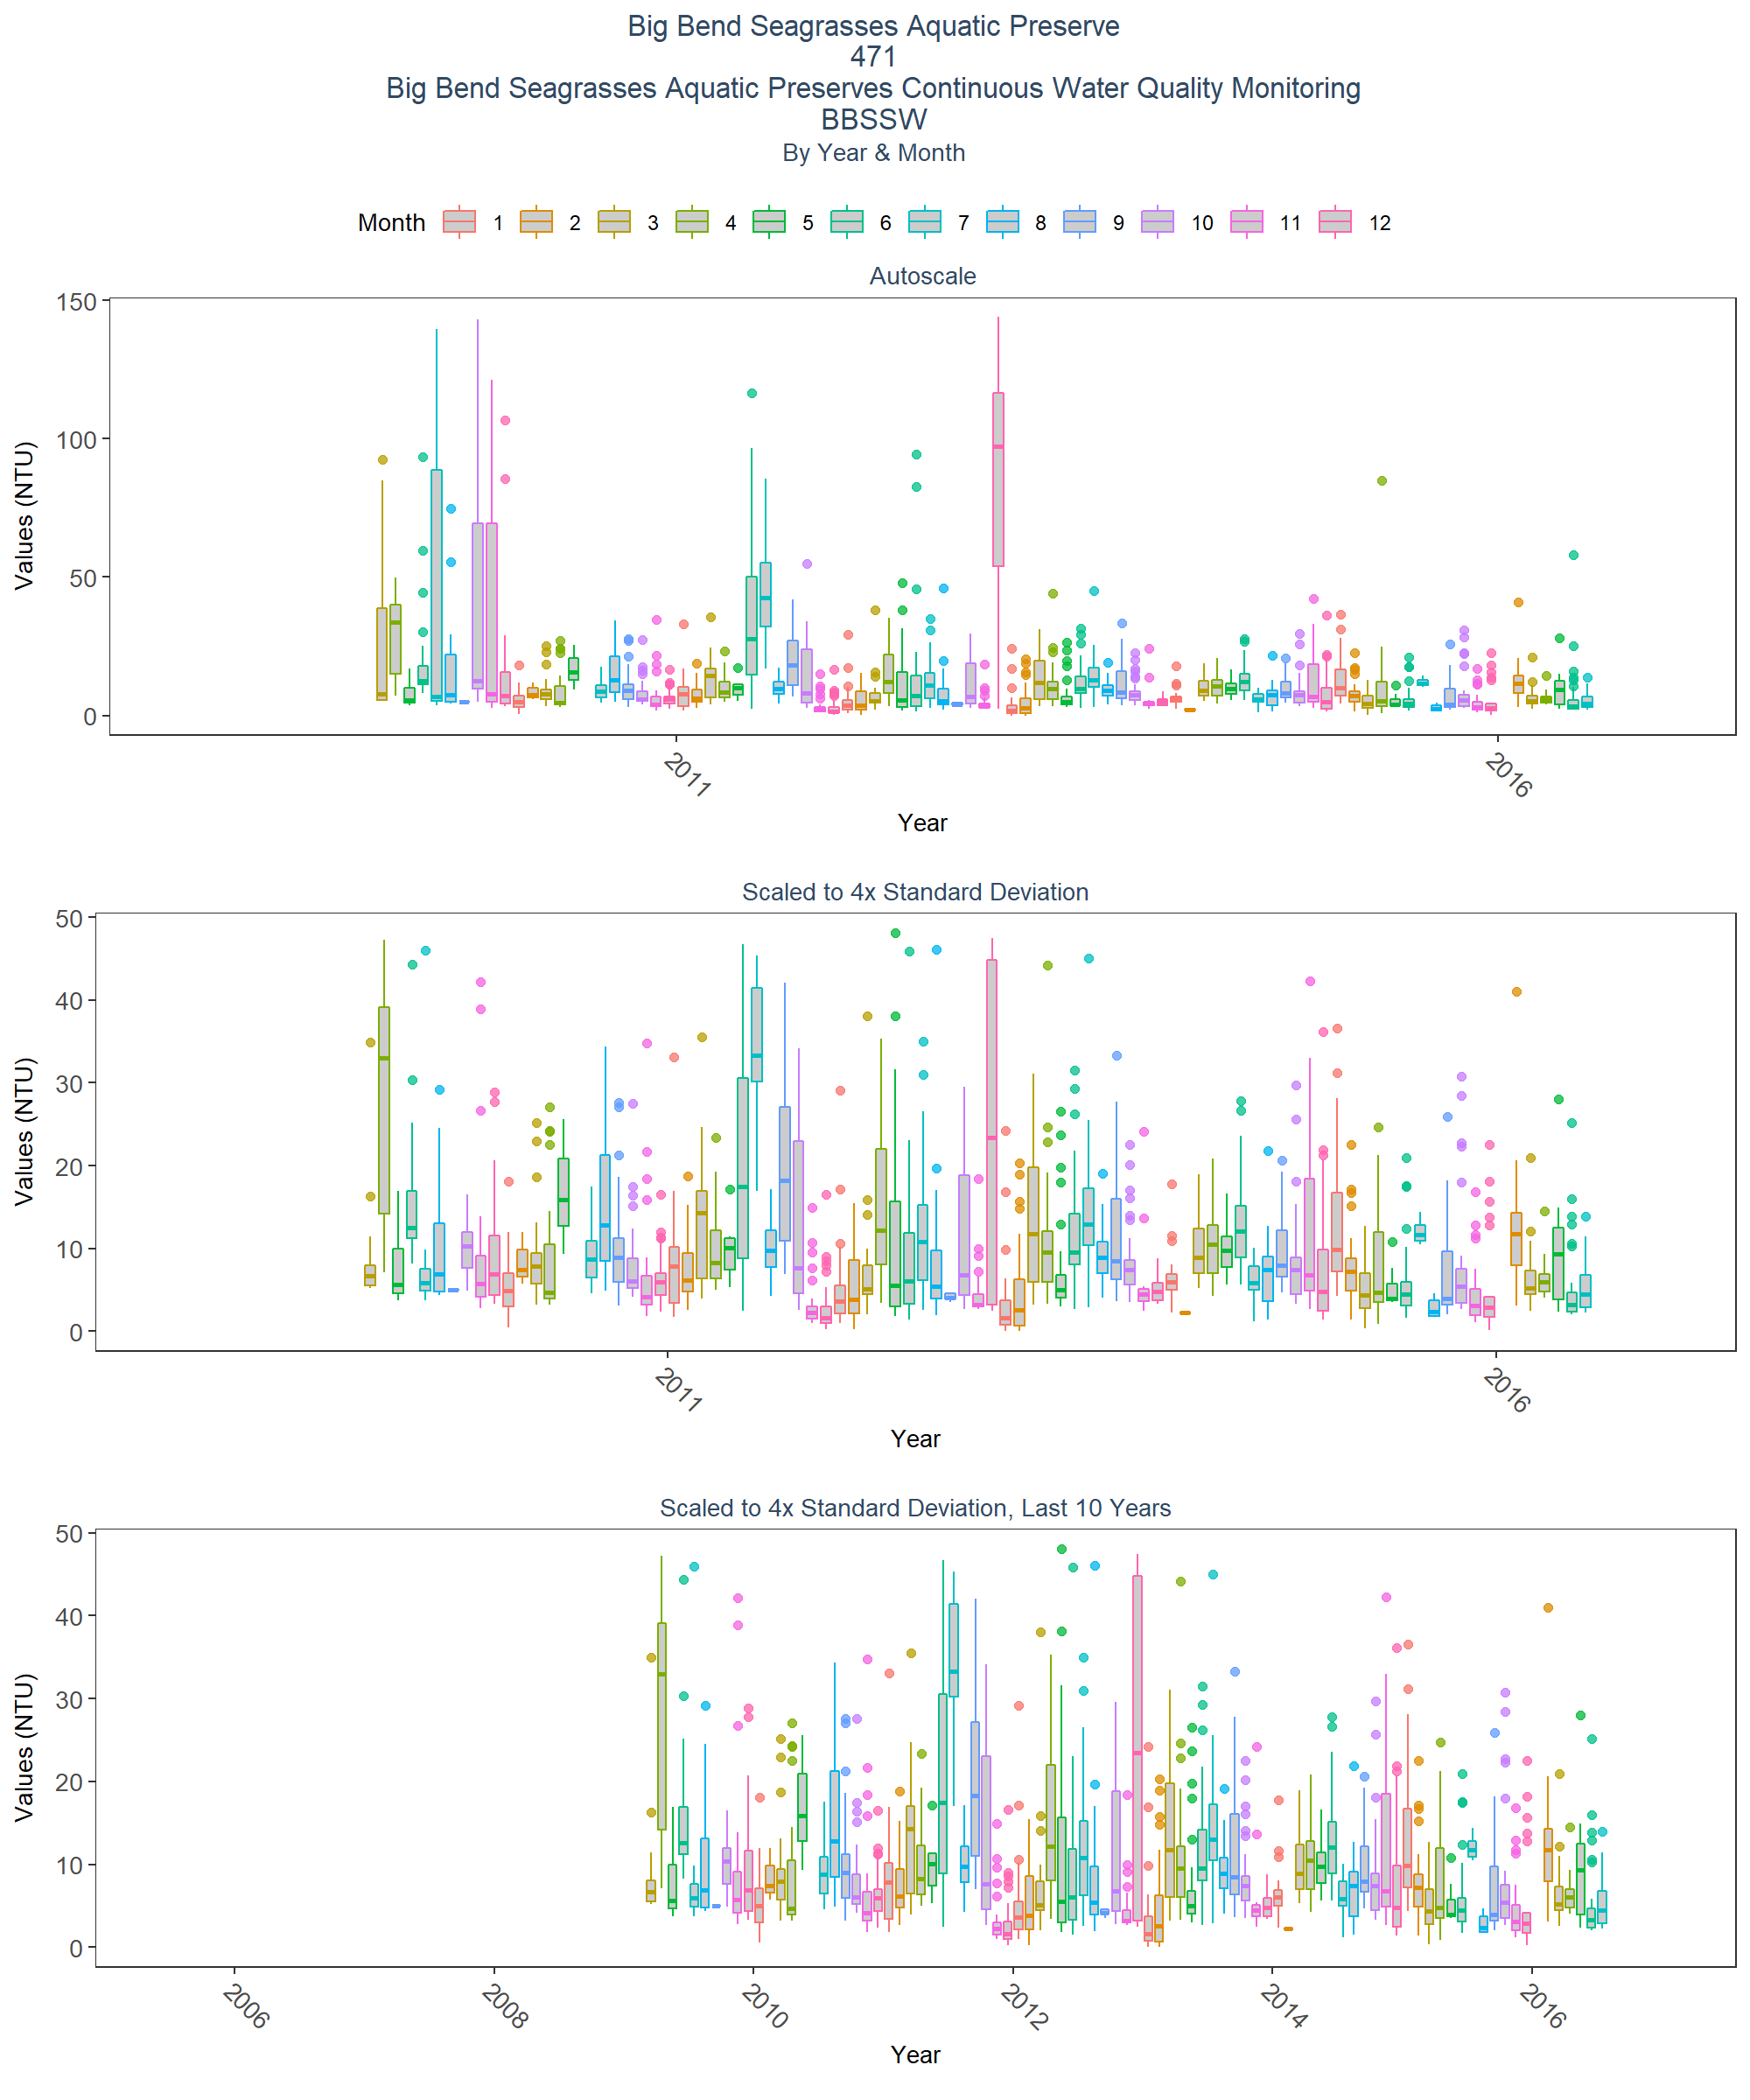 Big Bend Seagrasses Aquatic Preserve
471
Big Bend Seagrasses Aquatic Preserves Continuous Water Quality Monitoring
BBSSW
By Year & Month
Month 1 2 3 4 5 6 7 8 9 10 11 12
Autoscale
150
100
50
0
Values (NTU)
2011 2016
Year
Scaled to 4x Standard Deviation
50
40
30
20
10
0
Values (NTU)
2011 2016
Year
Scaled to 4x Standard Deviation, Last 10 Years
50
40
30
20
10
0
Values (NTU)
2006 2008 2010 2012 2014 2016
Year